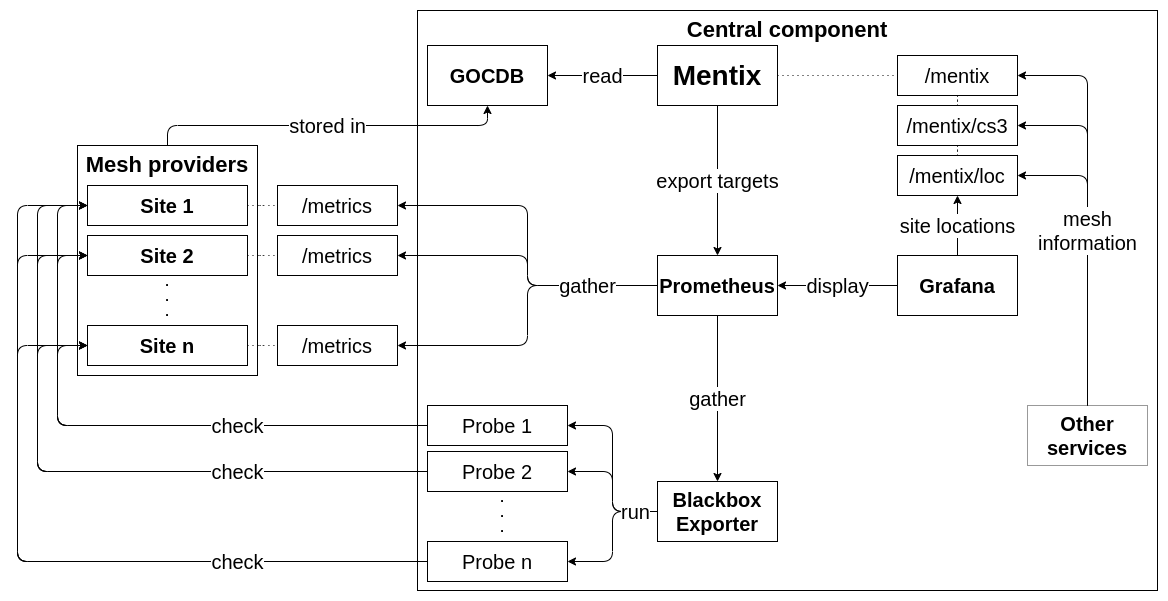 Central component
GOCDB
read
Mentix
/mentix
/mentix/cs3
/mentix/loc
stored in
export targets
site locations
mesh
information
Mesh providers
Site 1
/metrics
Site 2
/metrics
Site n
/metrics
gather
Prometheus
display
Grafana
gather
Other
services
check
Probe 1
check
Probe 2
check
Probe n
run
Blackbox
Exporter